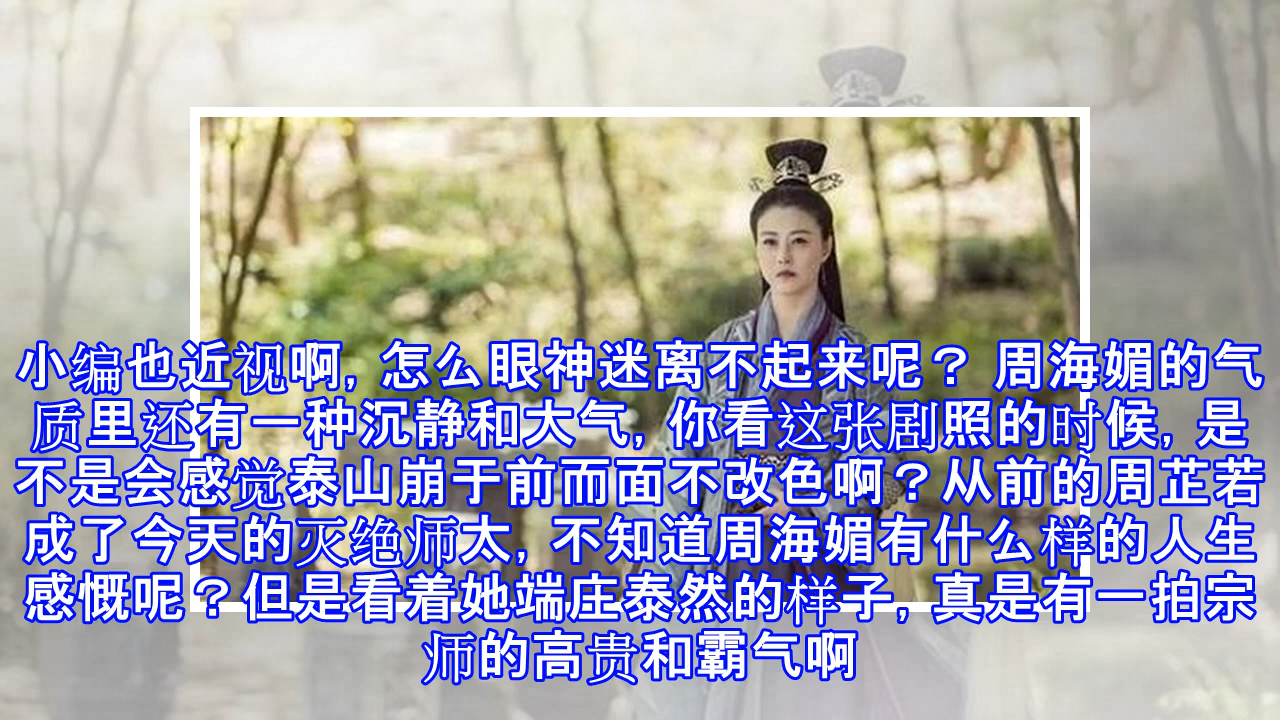 小编也近视啊, 怎么眼神迷离不起来呢？ 周海媚的气
质里还有一种沉静和大气, 你看这张剧照的时候, 是
不是会感觉泰山崩于前而面不改色啊？从前的周芷若
成了今天的灭绝师太, 不知道周海媚有什么样的人生
感慨呢？但是看着她端庄泰然的样子, 真是有一拍宗
师的高贵和霸气啊